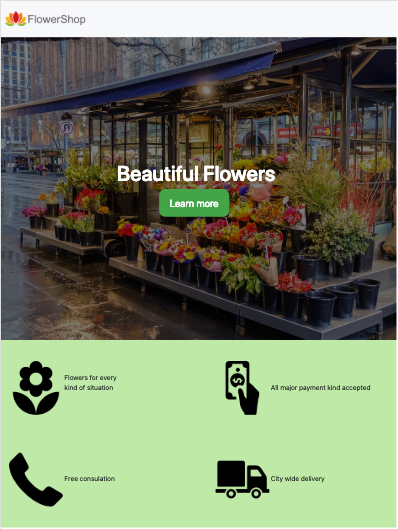 FlowerShop
Beautiful Flowers
Learn more
Flowers for every
kind of situation
All major payment kind accepted
Free consulation
City wide delivery